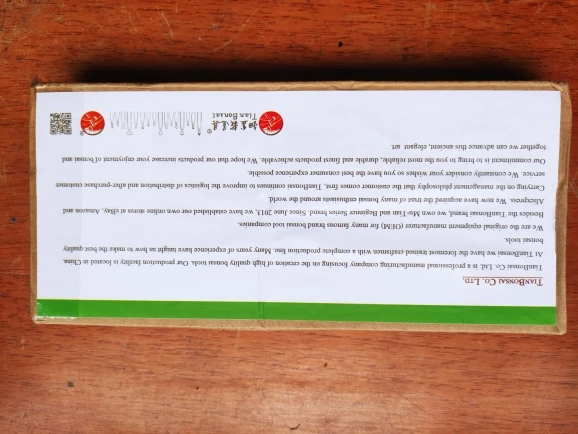 TIANBONSAI CO. LTD.
TianBonsai Co. Ltd. is a professional manufacturing company focusing on the creation of high quality bonsai tools. Our production facility is located in China.
At TianBonsai we have the foremost trained craftsmen with a complete production line. Many years of experience have taught us how to make the best quality
bonsai tools.
We are the original equipment manufacturer (OEM) for many famous brand bonsai tool companies.
Besides the TianBonsai brand, we own Mu-Tian and Beginner Series brand. Since June 2013, we have established our own online stores at eBay, Amazon and
Aliexpress. We now have acquired the trust of many bonsai enthusiasts around the world.
Carrying on the management philosophy that the customer comes first, TianBonsai continues to improve the logistics of distribution and after-purchase customer
service. We constantly consider your wishes so you have the best consumer experience possible.
Our commitment is to bring to you the most reliable, durable and these products achievable. We hope that our products increase your enjoyment of bonsai and
together we can advance this ancient, elegant art.
Tian Bonsai